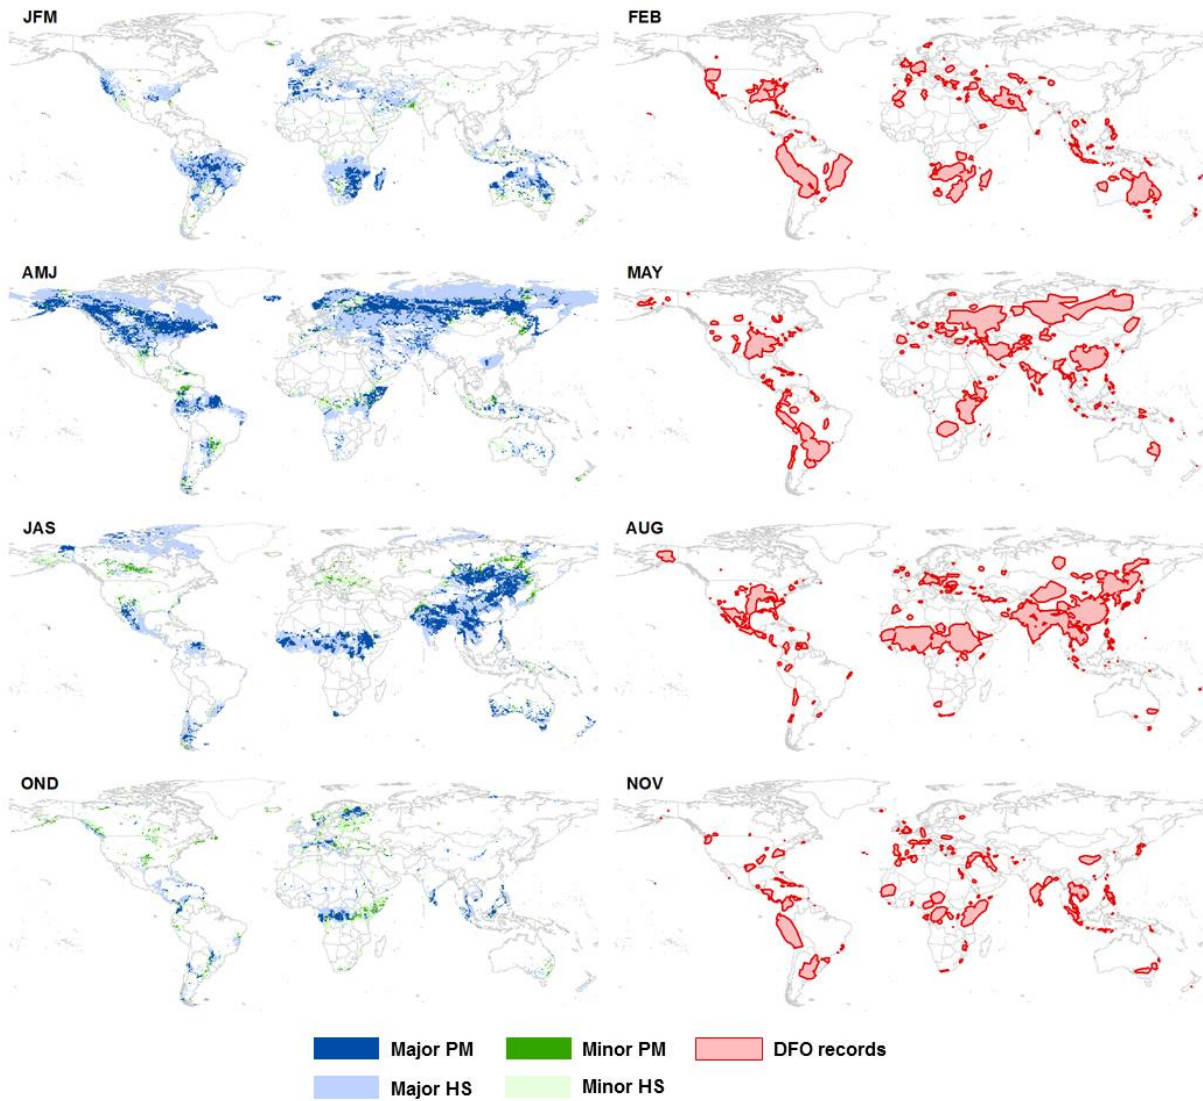 JFM
FEB
AMJ
MAY
JAS
AUG
OND
NOV
Major PM
Minor PM
DFO records
Major HS
Minor HS